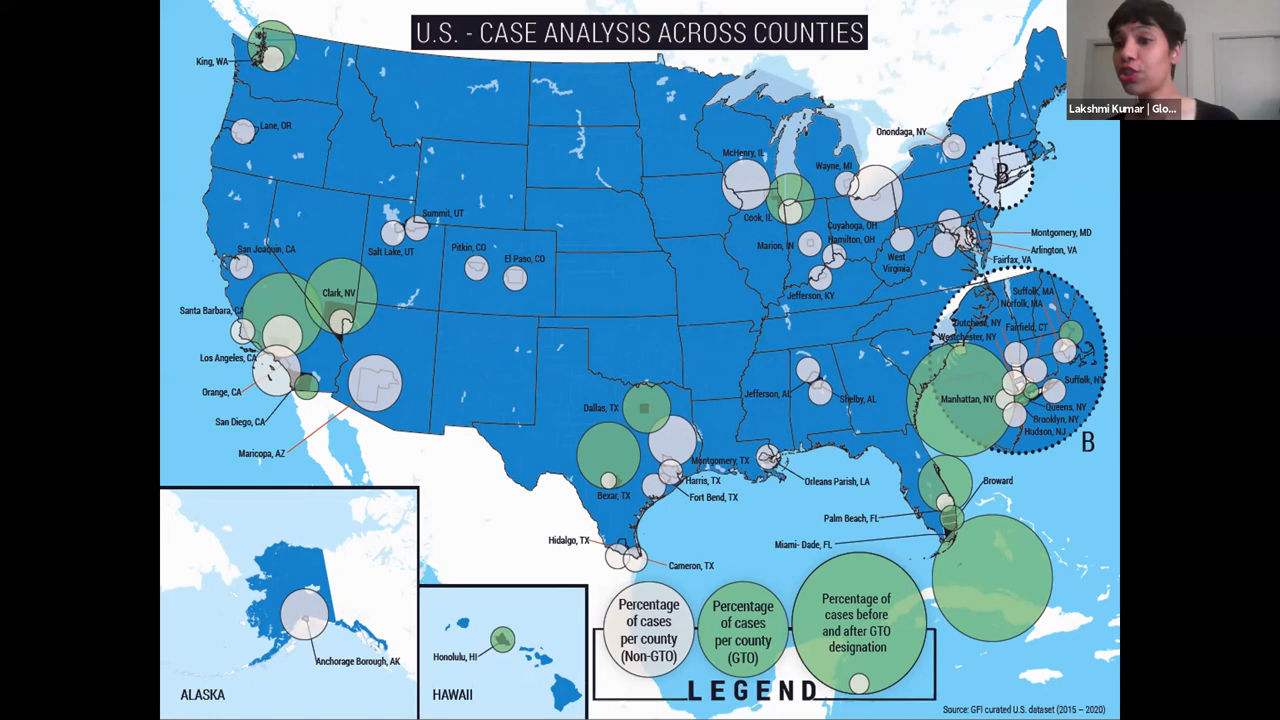 U.S. - CASE ANALYSIS ACROSS COUNTIES
Lakshmi Kumar | Glo...
King, WA
Lane, OR
Onondaga, NY
McHenry, IL
Wayne, MI
B
Summit, UT
Cook, IL
Cuyahoga, OH
Hamilton, OH
Montgomery, MD
San Joaquin, CA
Salt Lake, UT
Pitkin, CO
El Paso, CO
Marion, IN
West
Virginia
Arlington, VA
Fairfax, VA
Clark, NV
Jefferson, KY
Suffolk, MA
Norfolk, MA
Santa Barbara, CA
Dutchess, NY
Fairfield, CT
Westchester, NY
Los Angeles, CA
Orange, CA
Jefferson, AL
Shelby, AL
Suffolk, NY
Manhattan, NY
Queens, NY
Brooklyn, NY
Hudson, NJ
San Diego, CA
Dallas, TX
B
Maricopa, AZ
Montgomery, TX
Harris, TX
Fort Bend, TX
Bexar, TX
Orleans Parish, LA
Broward
Palm Beach, FL
Miami- Dade, FL
Hidalgo, TX
Cameron, TX
Percentage
of cases
per county
(Non-GTO)
Percentage
of cases
per county
(GTO)
Percentage of
cases before
and after GTO
designation
LEGEND
Anchorage Borough, AK
ALASKA
Honolulu, HI
HAWAII
Source: GFI curated U.S. dataset (2015 – 2020)